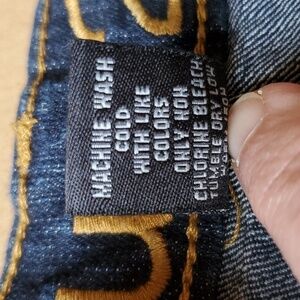 MACHINE WASH
COLD
WITH LIKE
COLORS
ONLY NON
CHLORINE BLEACH
TUMBLE DRY LOW